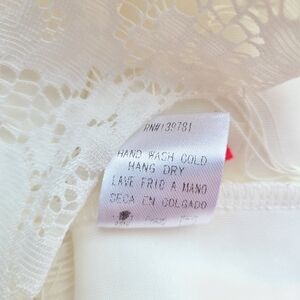 RN#139781
HAND WASH COLD
HANG DRY
LAVE FRIO A MANO
SECA EN COLGADO